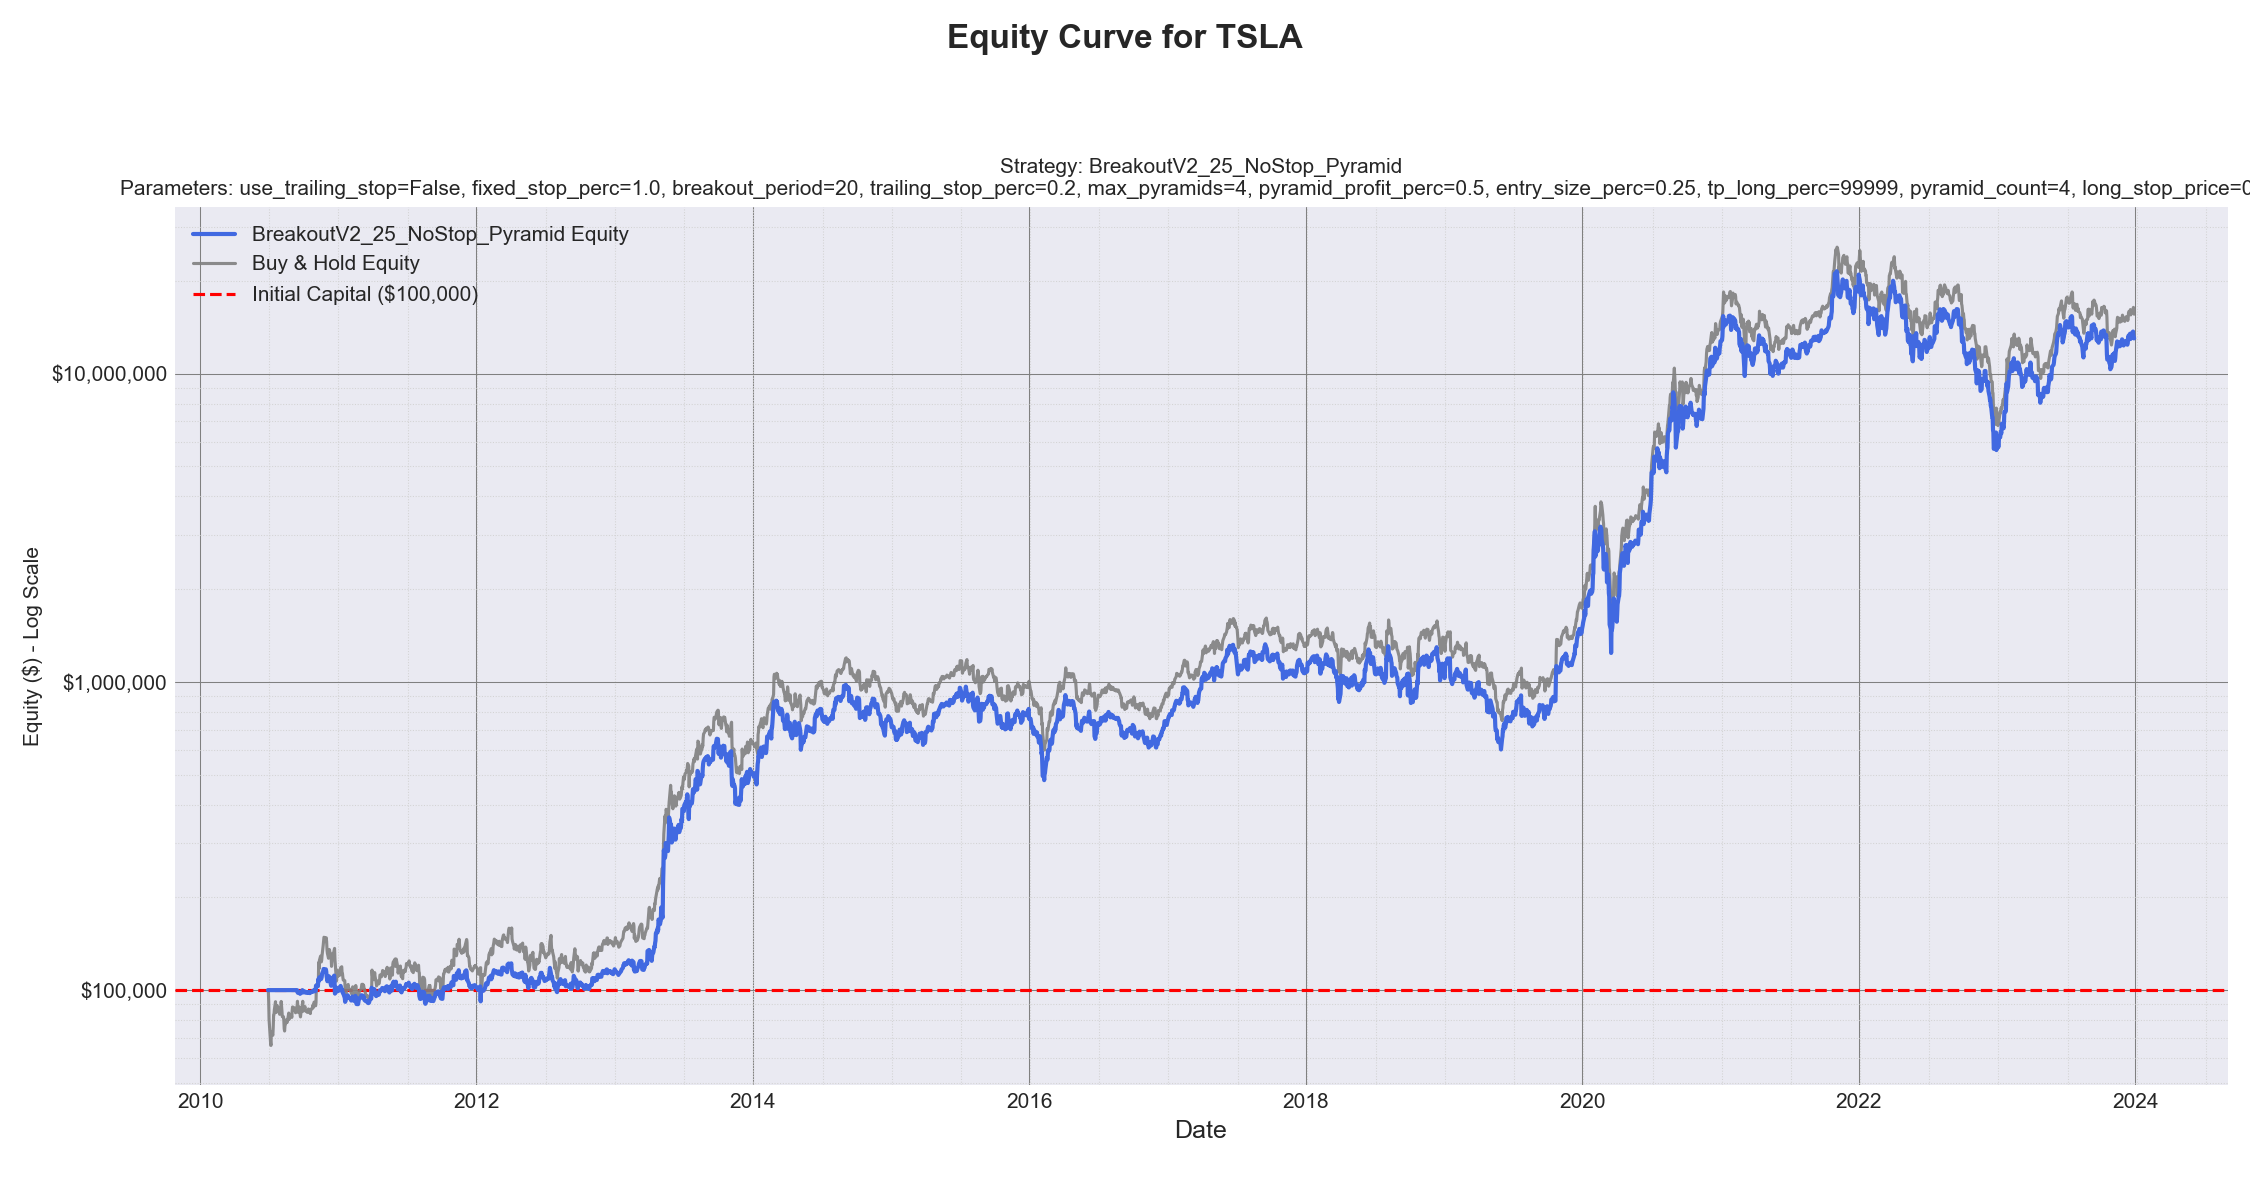 Equity Curve for TSLA
Strategy: BreakoutV2_25_NoStop_Pyramid
Parameters: use_trailing_stop=False, fixed_stop_perc=1.0, breakout_period=20, trailing_stop_perc=0.2, max_pyramids=4, pyramid_profit_perc=0.5, entry_size_perc=0.25, tp_long_perc=99999, pyramid_count=4, long_stop_price=0
BreakoutV2_25_NoStop_Pyramid Equity
Buy & Hold Equity
Initial Capital ($100,000)
Equity ($) - Log Scale
$10,000,000
$1,000,000
$100,000
2010 2012 2014 2016 2018 2020 2022 2024
Date